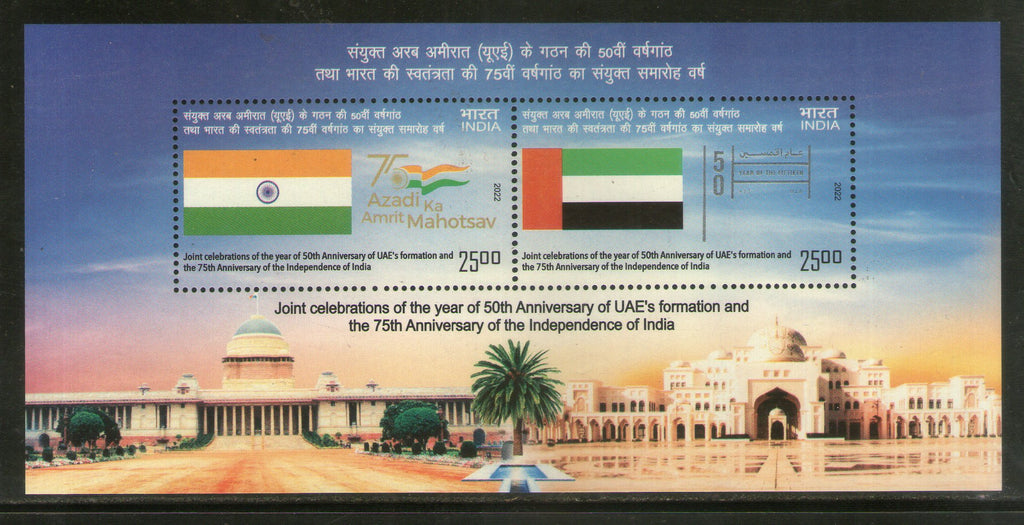 संयुक्त अरब अमीरात (यूएई) के गठन की 50वीं वर्षगांठ
तथा भारत की स्वतंत्रता की 75वीं वर्षगांठ का संयुक्त समारोह वर्ष
संयुक्त अरब अमीरात (यूएई) के गठन की 50वीं वर्षगांठ
तथा भारत की स्वतंत्रता की 75वीं वर्षगांठ का संयुक्त समारोह वर्ष
भारत
INDIA
75
Azadi Ka
Amrit Mahotsav
2022
Joint celebrations of the year of 50th Anniversary of UAE's formation and
the 75th Anniversary of the Independence of India
2500
संयुक्त अरब अमीरात (यूएई) के गठन की 50वीं वर्षगांठ
तथा भारत की स्वतंत्रता की 75वीं वर्षगांठ का संयुक्त समारोह वर्ष
भारत
INDIA
50
عام الخمسين
YEAR OF THE FIFTIETH
2022
Joint celebrations of the year of 50th Anniversary of UAE's formation and
the 75th Anniversary of the Independence of India
2500
Joint celebrations of the year of 50th Anniversary of UAE's formation and
the 75th Anniversary of the Independence of India